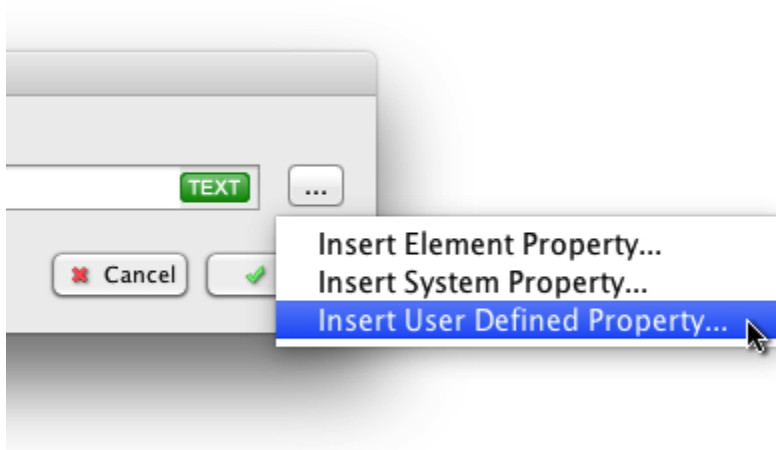 TEXT
...
Insert Element Property...
Cancel
Insert System Property...
Insert User Defined Property...